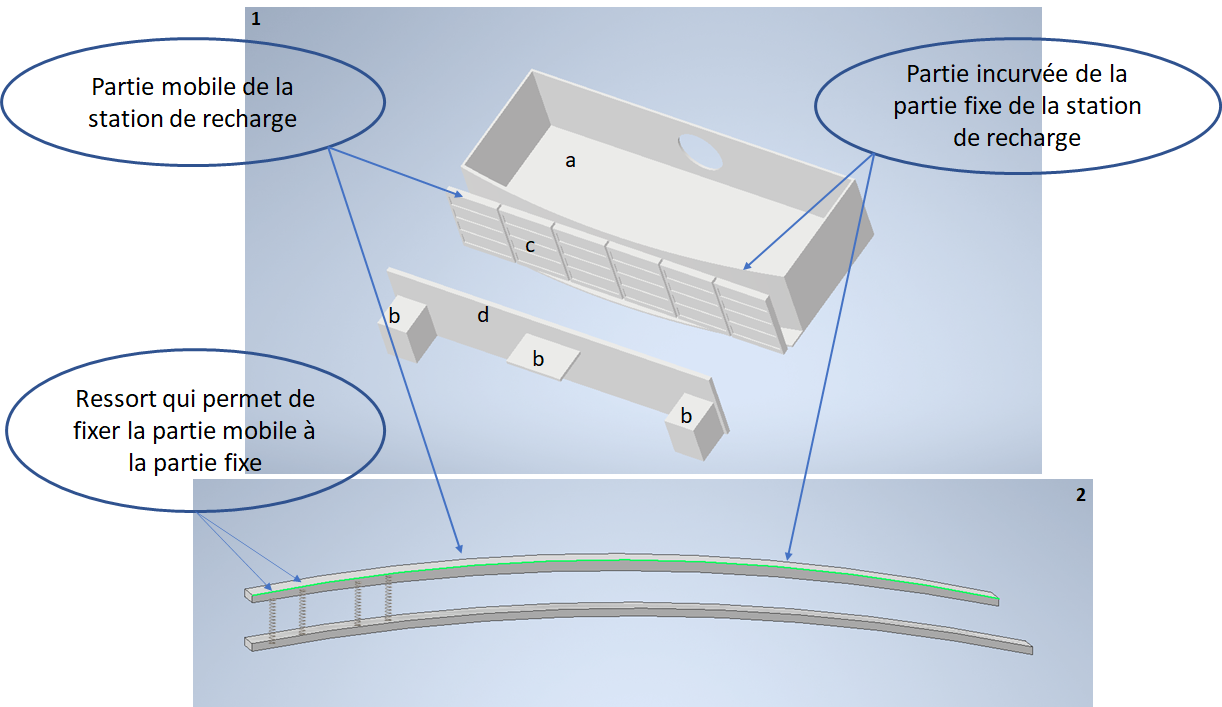 1
Partie mobile de la
station de recharge
Partie incurvée de la
partie fixe de la station
de recharge
a
c
b
d
b
b
Ressort qui permet de
fixer la partie mobile à
la partie fixe
2